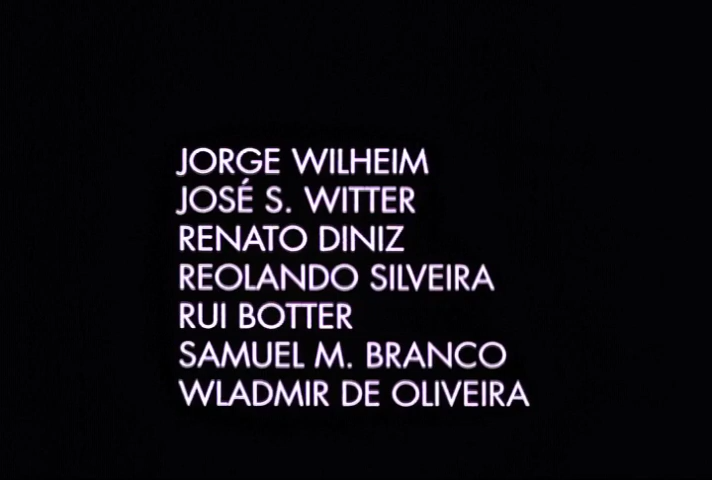 JORGE WILHEIM
JOSÉ S. WITTER
RENATO DINIZ
REOLANDO SILVEIRA
RUI BOTTER
SAMUEL M. BRANCO
WLADMIR DE OLIVEIRA